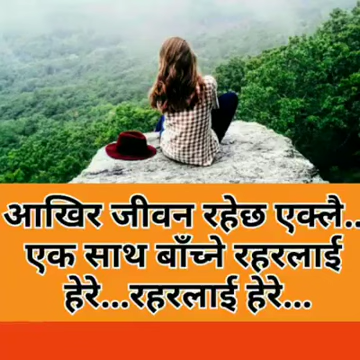 आखिर जीवन रहेछ एक्लै..
एक साथ बाँच्ने रहरलाई
हेरे...रहरलाई हेरे...